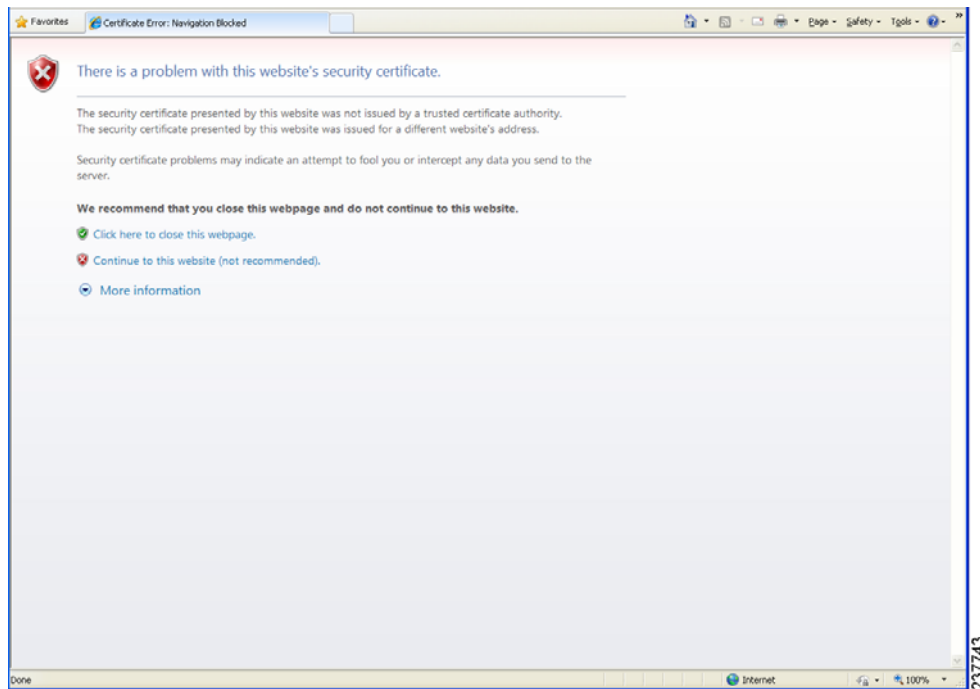 Favorites
Certificate Error: Navigation Blocked
Page
Safety
Tools
»
There is a problem with this website's security certificate.
The security certificate presented by this website was not issued by a trusted certificate authority.
The security certificate presented by this website was issued for a different website's address.
Security certificate problems may indicate an attempt to fool you or intercept any data you send to the
server.
We recommend that you close this webpage and do not continue to this website.
Click here to close this webpage.
Continue to this website (not recommended).
More information
Done
Internet
100%
237743